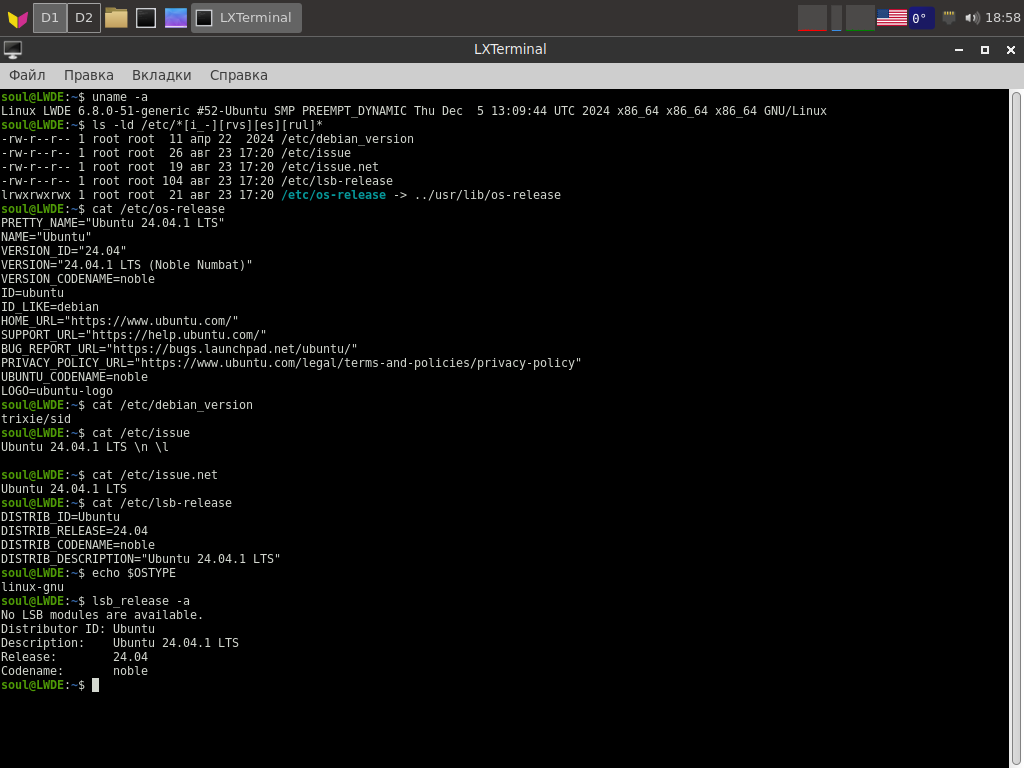 D1 D2 LXTerminal 0° 18:58
LXTerminal
Файл Правка Вкладки Справка
soul@LWDE:~$ uname -a
Linux LWDE 6.8.0-51-generic #52-Ubuntu SMP PREEMPT_DYNAMIC Thu Dec  5 13:09:44 UTC 2024 x86_64 x86_64 x86_64 GNU/Linux
soul@LWDE:~$ ls -ld /etc/*[i_-][rvs][es][rul]*
-rw-r--r-- 1 root root  11 апр 22  2024 /etc/debian_version
-rw-r--r-- 1 root root  26 авг 23 17:20 /etc/issue
-rw-r--r-- 1 root root  19 авг 23 17:20 /etc/issue.net
-rw-r--r-- 1 root root 104 авг 23 17:20 /etc/lsb-release
lrwxrwxrwx 1 root root  21 авг 23 17:20 /etc/os-release -> ../usr/lib/os-release
soul@LWDE:~$ cat /etc/os-release
PRETTY_NAME="Ubuntu 24.04.1 LTS"
NAME="Ubuntu"
VERSION_ID="24.04"
VERSION="24.04.1 LTS (Noble Numbat)"
VERSION_CODENAME=noble
ID=ubuntu
ID_LIKE=debian
HOME_URL="https://www.ubuntu.com/"
SUPPORT_URL="https://help.ubuntu.com/"
BUG_REPORT_URL="https://bugs.launchpad.net/ubuntu/"
PRIVACY_POLICY_URL="https://www.ubuntu.com/legal/terms-and-policies/privacy-policy"
UBUNTU_CODENAME=noble
LOGO=ubuntu-logo
soul@LWDE:~$ cat /etc/debian_version
trixie/sid
soul@LWDE:~$ cat /etc/issue
Ubuntu 24.04.1 LTS \n \l

soul@LWDE:~$ cat /etc/issue.net
Ubuntu 24.04.1 LTS
soul@LWDE:~$ cat /etc/lsb-release
DISTRIB_ID=Ubuntu
DISTRIB_RELEASE=24.04
DISTRIB_CODENAME=noble
DISTRIB_DESCRIPTION="Ubuntu 24.04.1 LTS"
soul@LWDE:~$ echo $OSTYPE
linux-gnu
soul@LWDE:~$ lsb_release -a
No LSB modules are available.
Distributor ID: Ubuntu
Description:    Ubuntu 24.04.1 LTS
Release:        24.04
Codename:       noble
soul@LWDE:~$